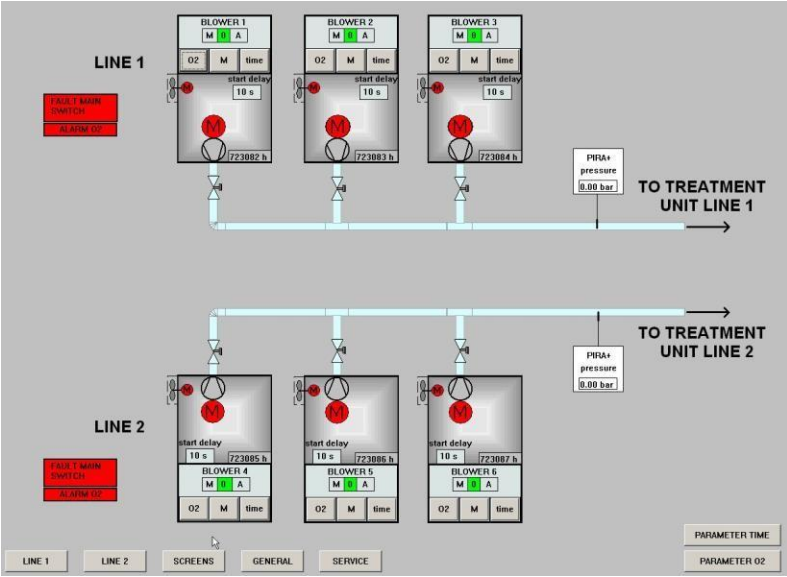 BLOWER 1
M 0 A
O2 M time
start delay
10 s
M
M
723082 h
BLOWER 2
M 0 A
O2 M time
start delay
10 s
M
M
723083 h
BLOWER 3
M 0 A
O2 M time
start delay
10 s
M
M
723084 h
LINE 1
FAULT MAIN
SWITCH
ALARM O2
PIRA+
pressure
0.00 bar
TO TREATMENT
UNIT LINE 1
TO TREATMENT
UNIT LINE 2
PIRA+
pressure
0.00 bar
LINE 2
FAULT MAIN
SWITCH
ALARM O2
M
M
start delay
10 s
723085 h
BLOWER 4
M 0 A
O2 M time
M
M
start delay
10 s
723086 h
BLOWER 5
M 0 A
O2 M time
M
M
start delay
10 s
723087 h
BLOWER 6
M 0 A
O2 M time
PARAMETER TIME
LINE 1
LINE 2
SCREENS
GENERAL
SERVICE
PARAMETER O2